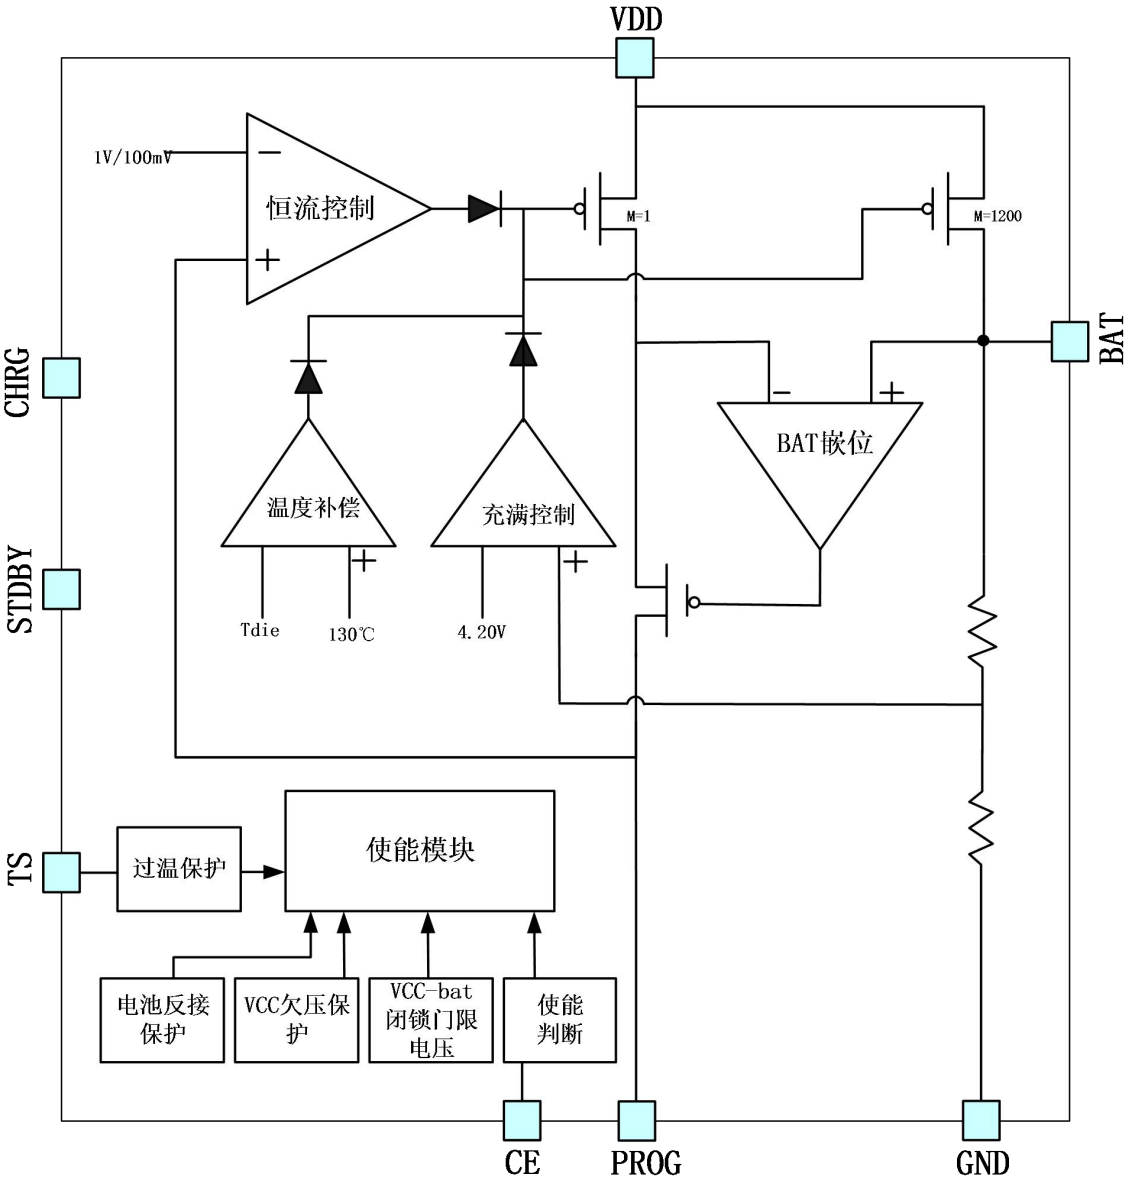 VDD
1V/100mV
−
恒流控制
+
M=1
M=1200
BAT
CHRG
−
+
BAT嵌位
温度补偿
充满控制
+
+
Tdie
130℃
4.20V
STDBY
TS
过温保护
使能模块
电池反接
保护
VCC欠压保
护
VCC-bat
闭锁门限
电压
使能
判断
CE
PROG
GND